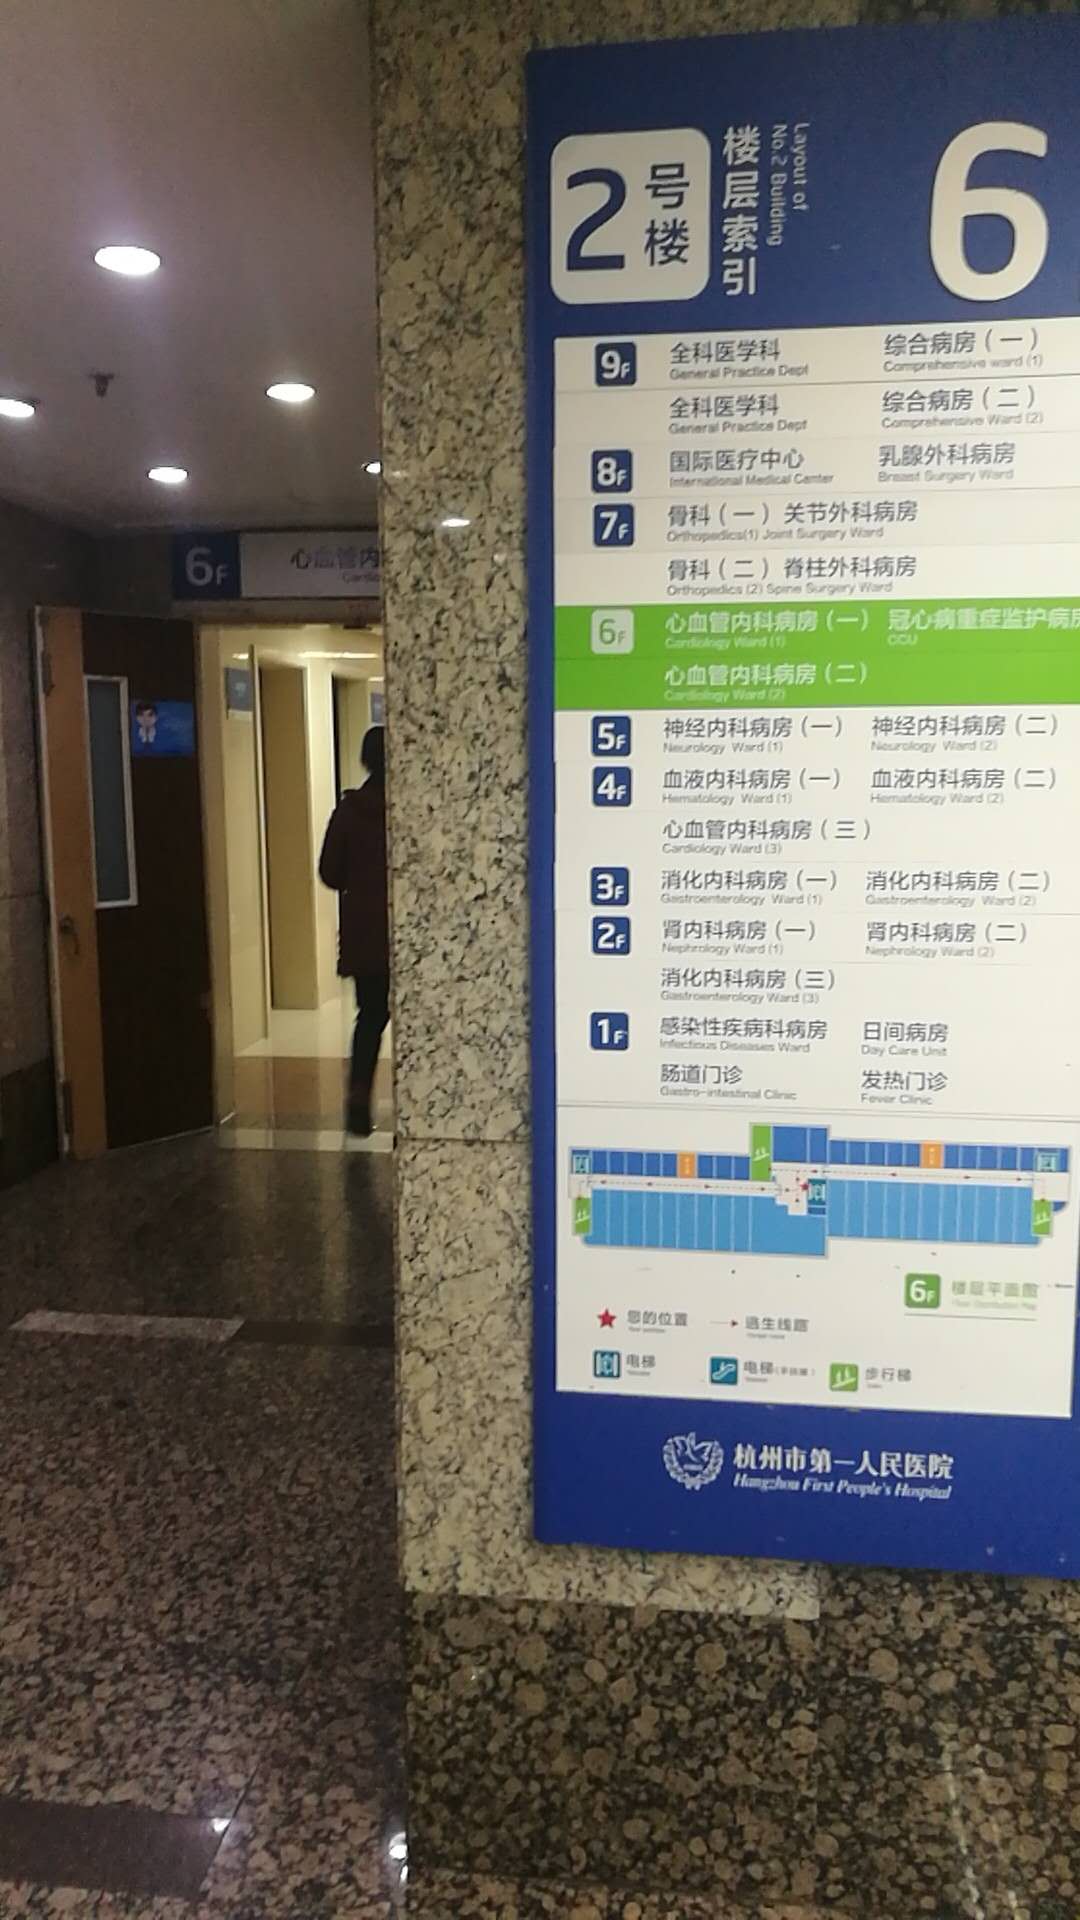 2号楼
楼层索引
Layout of
No.2 Building
6
9F 全科医学科 综合病房（一）
General Practice Dept Comprehensive ward (1)
全科医学科 综合病房（二）
General Practice Dept Comprehensive Ward (2)
8F 国际医疗中心 乳腺外科病房
International Medical Center Breast Surgery Ward
7F 骨科（一）关节外科病房
Orthopedics(1) Joint Surgery Ward
骨科（二）脊柱外科病房
Orthopedics (2) Spine Surgery Ward
6F 心血管内科病房（一） 冠心病重症监护病房
Cardiology Ward (1) CCU
心血管内科病房（二）
Cardiology Ward (2)
5F 神经内科病房（一） 神经内科病房（二）
Neurology Ward (1) Neurology Ward (2)
4F 血液内科病房（一） 血液内科病房（二）
Hematology Ward (1) Hematology Ward (2)
心血管内科病房（三）
Cardiology Ward (3)
3F 消化内科病房（一） 消化内科病房（二）
Gastroenterology Ward (1) Gastroenterology Ward (2)
2F 肾内科病房（一） 肾内科病房（二）
Nephrology Ward (1) Nephrology Ward (2)
消化内科病房（三）
Gastroenterology Ward (3)
1F 感染性疾病科病房 日间病房
Infectious Diseases Ward Day Care Unit
肠道门诊 发热门诊
Gastro-intestinal Clinic Fever Clinic
6F 楼层平面图
您的位置 逃生线路
电梯 电梯 步行梯
杭州市第一人民医院
Hangzhou First People's Hospital
6F 心血管内
Cardio